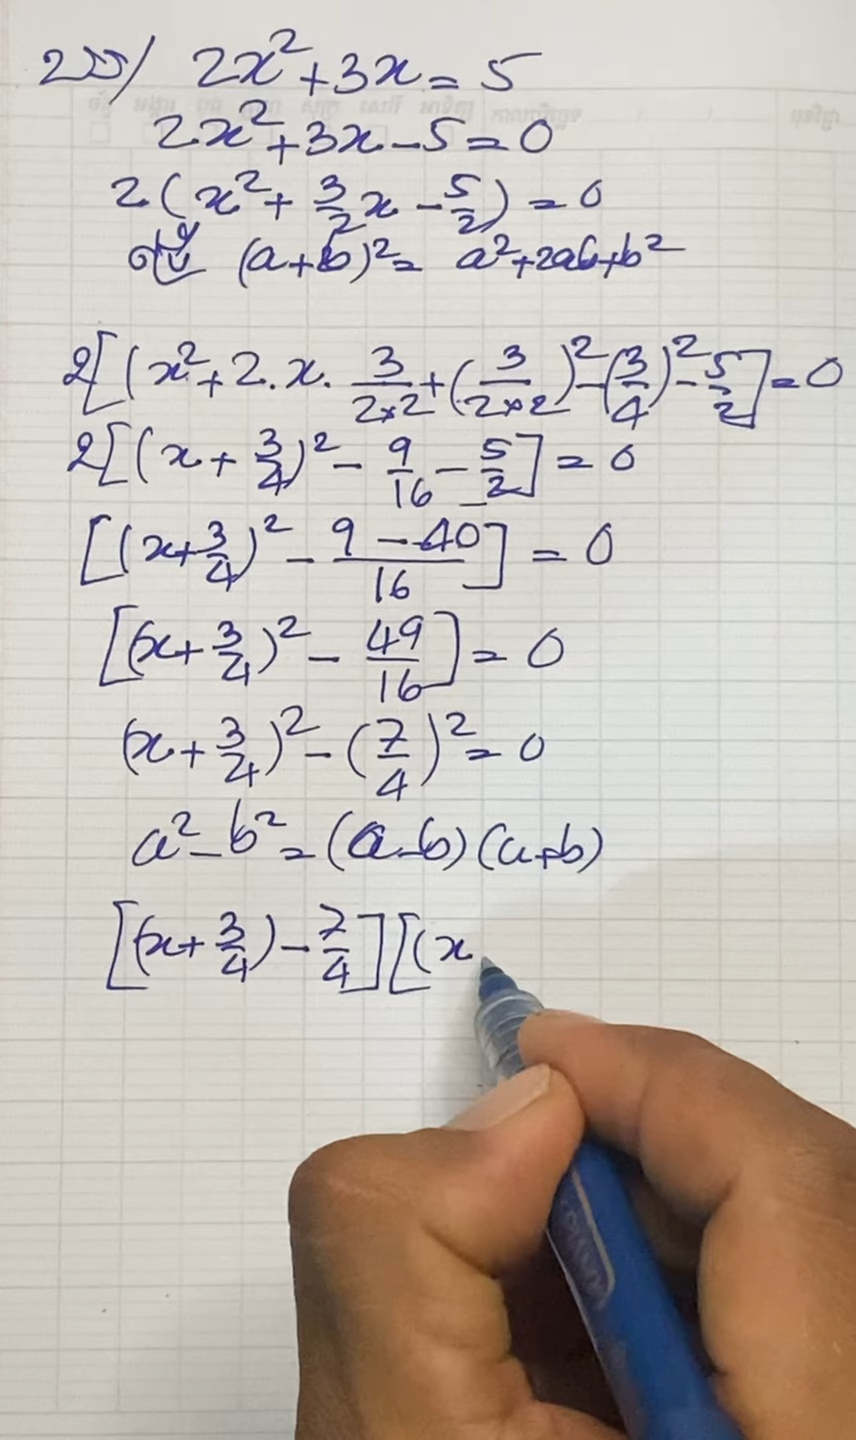 2x² + 3x = 5
2x² + 3x - 5 = 0
2(x² + 3/2 x - 5/2) = 0
(a+b)² = a² + 2ab + b²
2[(x² + 2.x. 3/(2×2) + (3/(2×2))² - (3/4)² - 5/2] = 0
2[(x + 3/4)² - 9/16 - 5/2] = 0
[(x + 3/4)² - (9 - 40)/16] = 0
[(x + 3/4)² - 49/16] = 0
(x + 3/4)² - (7/4)² = 0
a² - b² = (a-b)(a+b)
[(x + 3/4) - 7/4][(x